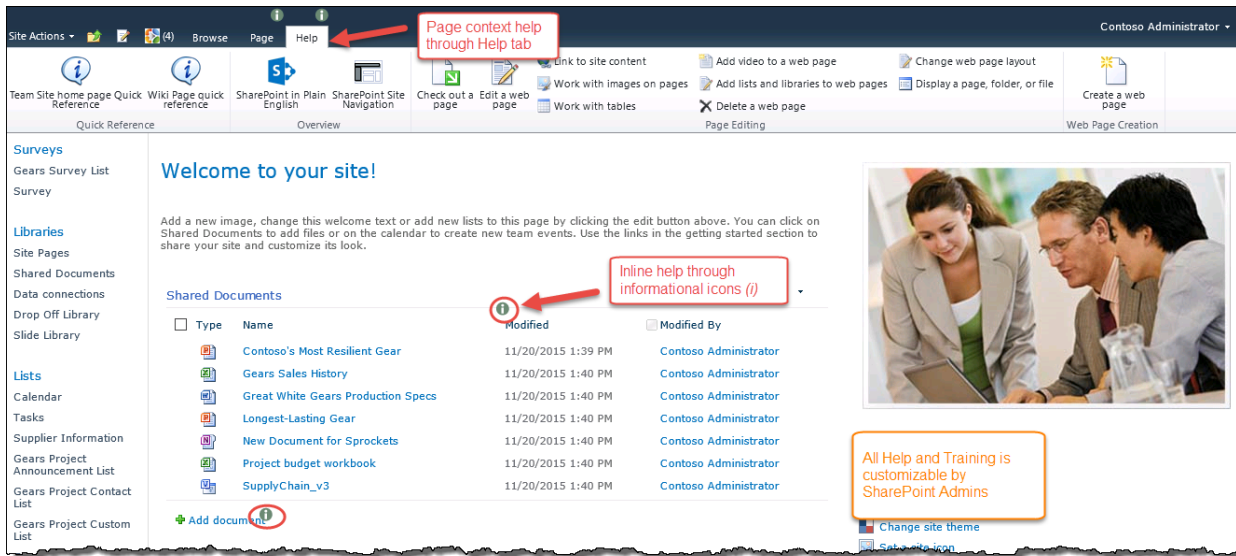 Site Actions
(4)
Browse
Page
Help
Page context help
through Help tab
Contoso Administrator
Team Site home page Quick
Reference
Wiki Page quick
reference
Quick Reference
SharePoint in Plain
English
SharePoint Site
Navigation
Overview
Check out a
page
Edit a web
page
Link to site content
Work with images on pages
Work with tables
Add video to a web page
Add lists and libraries to web pages
Delete a web page
Change web page layout
Display a page, folder, or file
Page Editing
Create a web
page
Web Page Creation
Surveys
Gears Survey List
Survey
Libraries
Site Pages
Shared Documents
Data connections
Drop Off Library
Slide Library
Lists
Calendar
Tasks
Supplier Information
Gears Project
Announcement List
Gears Project Contact
List
Gears Project Custom
List
Welcome to your site!
Add a new image, change this welcome text or add new lists to this page by clicking the edit button above. You can click on
Shared Documents to add files or on the calendar to create new team events. Use the links in the getting started section to
share your site and customize its look.
Inline help through
informational icons (i)
Shared Documents
Type Name Modified Modified By
Contoso's Most Resilient Gear 11/20/2015 1:39 PM Contoso Administrator
Gears Sales History 11/20/2015 1:40 PM Contoso Administrator
Great White Gears Production Specs 11/20/2015 1:40 PM Contoso Administrator
Longest-Lasting Gear 11/20/2015 1:40 PM Contoso Administrator
New Document for Sprockets 11/20/2015 1:40 PM Contoso Administrator
Project budget workbook 11/20/2015 1:40 PM Contoso Administrator
SupplyChain_v3 11/20/2015 1:40 PM Contoso Administrator
Add document
All Help and Training is
customizable by
SharePoint Admins
Change site theme
Set a site icon